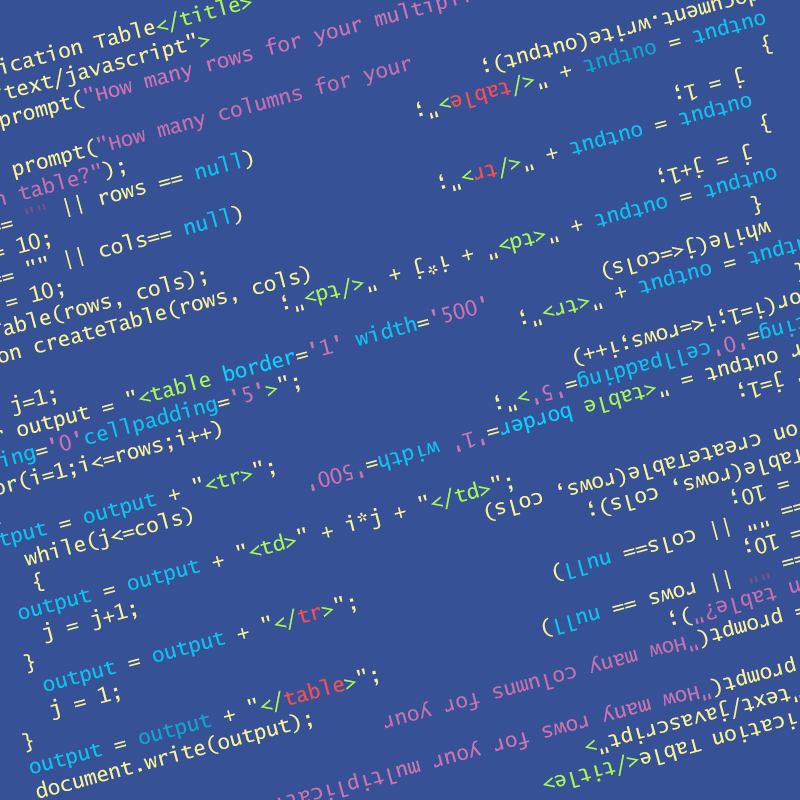 ication Table</title>
text/javascript">
prompt("How many rows for your multipl
prompt("How many columns for your
n table?");
= "" || rows == null)
= 10;
== "" || cols== null)
= 10;
able(rows, cols);
on createTable(rows, cols)
j=1;
output = "<table border='1' width='500'
ing='0'cellpadding='5'>";
or(i=1;i<=rows;i++)
tput = output + "<tr>";
while(j<=cols)
{
output = output + "<td>" + i*j + "</td>";
j = j+1;
}
output = output + "</tr>";
j = 1;
}
output = output + "</table>";
document.write(output);
ication Table</title>
"text/javascript">
prompt("How many rows for your multiplicati
= prompt("How many columns for your
n table?");
== "" || rows == null)
= 10;
== "" || cols== null)
= 10;
Table(rows, cols);
on createTable(rows, cols)
j=1;
r output = "<table border='1' width='500'
cing='0'cellpadding='5'>";
or(i=1;i<=rows;i++)
utput = output + "<tr>";
while(j<=cols)
{
output = output + "<td>" + i*j + "</td>";
j = j+1;
}
output = output + "</tr>";
j = 1;
}
output = output + "</table>";
document.write(output);